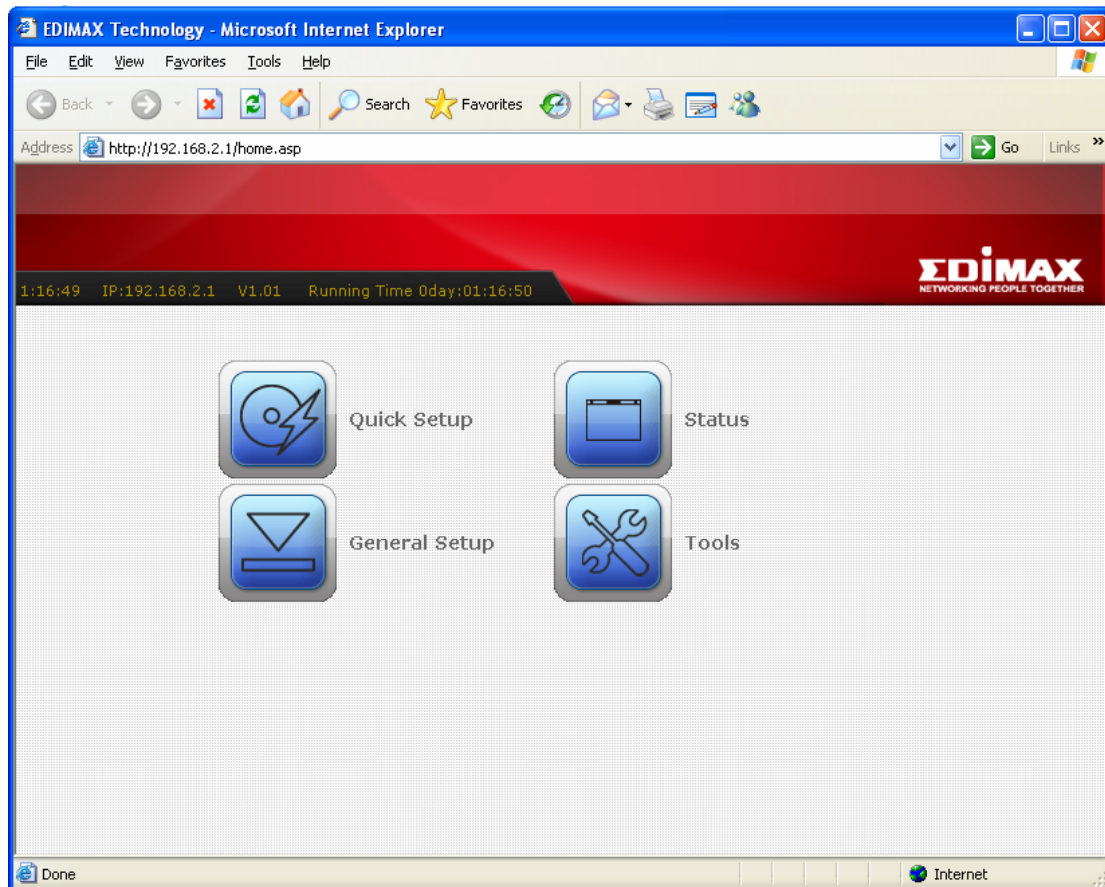 EDIMAX Technology - Microsoft Internet Explorer
File Edit View Favorites Tools Help
Back Search Favorites
Address http://192.168.2.1/home.asp Go Links »
EDiMAX
NETWORKING PEOPLE TOGETHER
1:16:49 IP:192.168.2.1 V1.01 Running Time 0day:01:16:50
Quick Setup Status
General Setup Tools
Done Internet